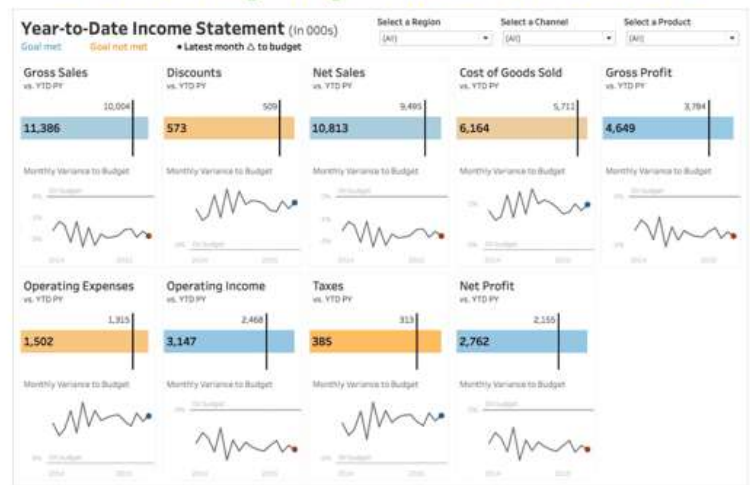 Year-to-Date Income Statement (In 000s)
Goal met Goal not met • Latest month △ to budget
Select a Region Select a Channel Select a Product
(All) (All) (All)
Gross Sales
vs. YTD PY
10,004
11,386
Monthly Variance to Budget
2014
Discounts
vs. YTD PY
509
573
Monthly Variance to Budget
Net Sales
vs. YTD PY
9,495
10,813
Monthly Variance to Budget
2014
Cost of Goods Sold
vs. YTD PY
5,711
6,164
Monthly Variance to Budget
Gross Profit
vs. YTD PY
3,784
4,649
Monthly Variance to Budget
2014
Operating Expenses
vs. YTD PY
1,315
1,502
Monthly Variance to Budget
2014
Operating Income
vs. YTD PY
2,468
3,147
Monthly Variance to Budget
Taxes
vs. YTD PY
313
385
Monthly Variance to Budget
Net Profit
vs. YTD PY
2,155
2,762
Monthly Variance to Budget